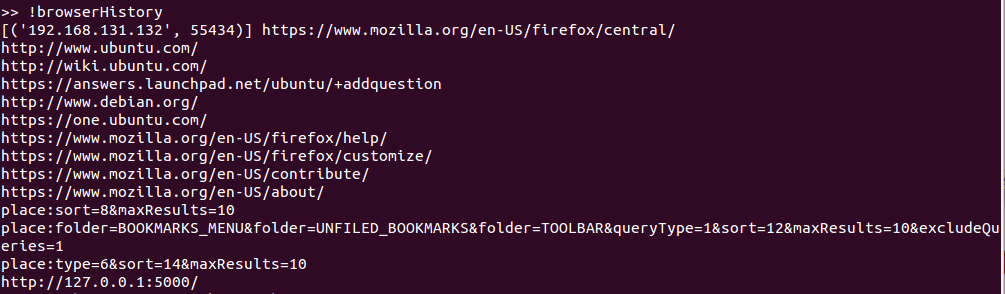 >> !browserHistory
[('192.168.131.132', 55434)] https://www.mozilla.org/en-US/firefox/central/
http://www.ubuntu.com/
http://wiki.ubuntu.com/
https://answers.launchpad.net/ubuntu/+addquestion
http://www.debian.org/
https://one.ubuntu.com/
https://www.mozilla.org/en-US/firefox/help/
https://www.mozilla.org/en-US/firefox/customize/
https://www.mozilla.org/en-US/contribute/
https://www.mozilla.org/en-US/about/
place:sort=8&maxResults=10
place:folder=BOOKMARKS_MENU&folder=UNFILED_BOOKMARKS&folder=TOOLBAR&queryType=1&sort=12&maxResults=10&excludeQu
eries=1
place:type=6&sort=14&maxResults=10
http://127.0.0.1:5000/